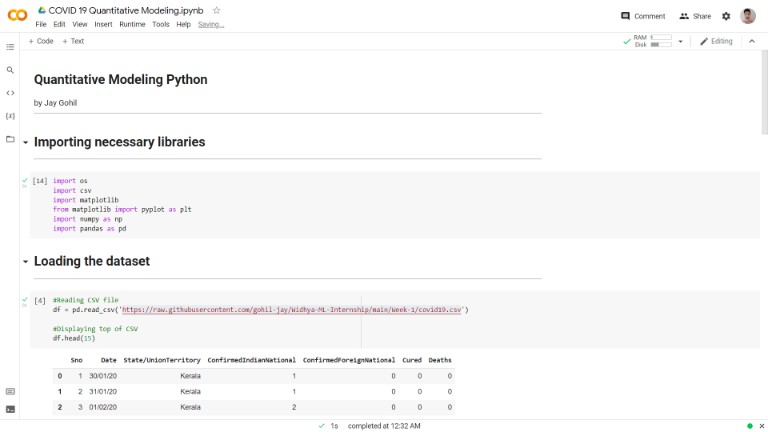 COVID 19 Quantitative Modeling.ipynb
File Edit View Insert Runtime Tools Help Saving...
Comment Share
+ Code + Text
RAM
Disk
Editing
Quantitative Modeling Python
by Jay Gohil
Importing necessary libraries
[14] import os
import csv
import matplotlib
from matplotlib import pyplot as plt
import numpy as np
import pandas as pd
Loading the dataset
[4] #Reading CSV file
df = pd.read_csv('https://raw.githubusercontent.com/gohil-jay/Widhya-ML-Internship/main/Week-1/covid19.csv')
#Displaying top of CSV
df.head(15)
Sno Date State/UnionTerritory ConfirmedIndianNational ConfirmedForeignNational Cured Deaths
0 1 30/01/20 Kerala 1 0 0 0
1 2 31/01/20 Kerala 1 0 0 0
2 3 01/02/20 Kerala 2 0 0 0
1s completed at 12:32 AM